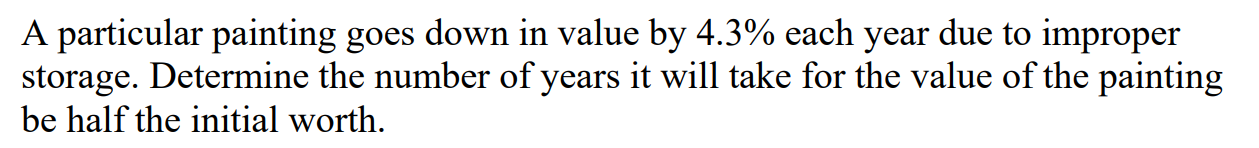 A particular painting goes down in value by 4.3% each year due to improper
storage. Determine the number of years it will take for the value of the painting
be half the initial worth.